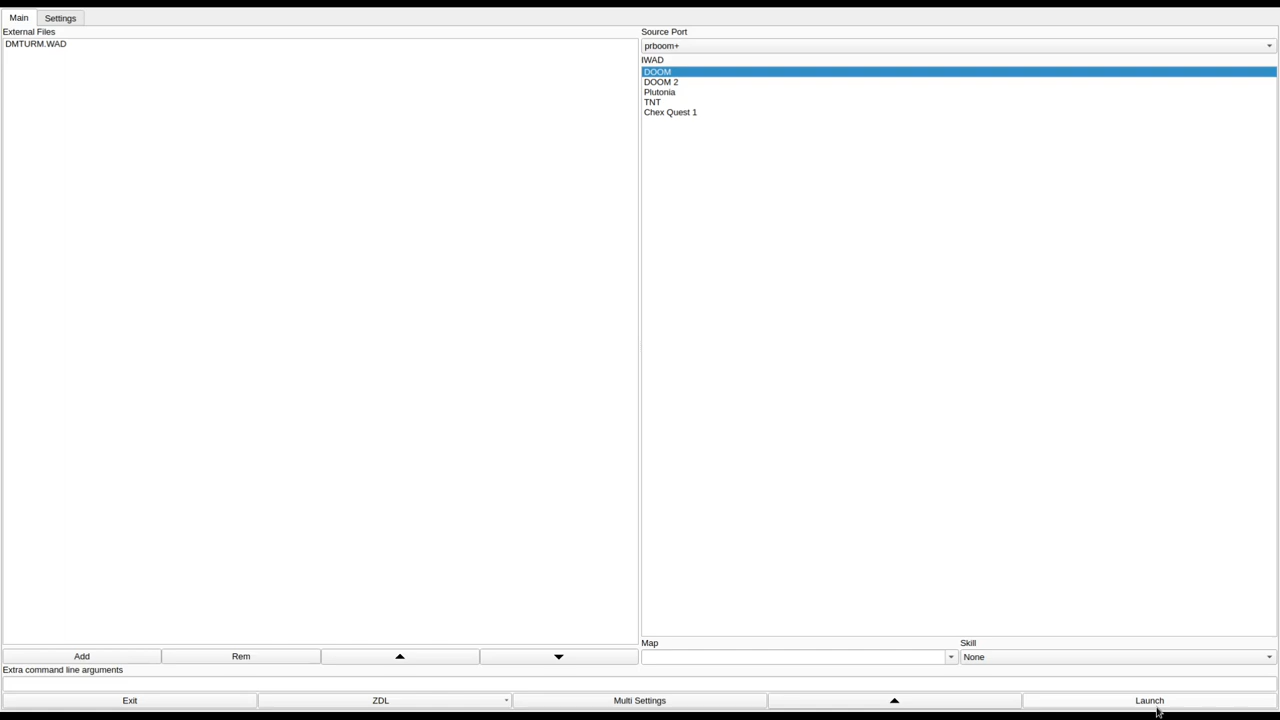 Main
Settings
External Files
DMTURM.WAD
Source Port
prboom+
IWAD
DOOM
DOOM 2
Plutonia
TNT
Chex Quest 1
Add
Rem
Map
Skill
None
Extra command line arguments
Exit
ZDL
Multi Settings
Launch